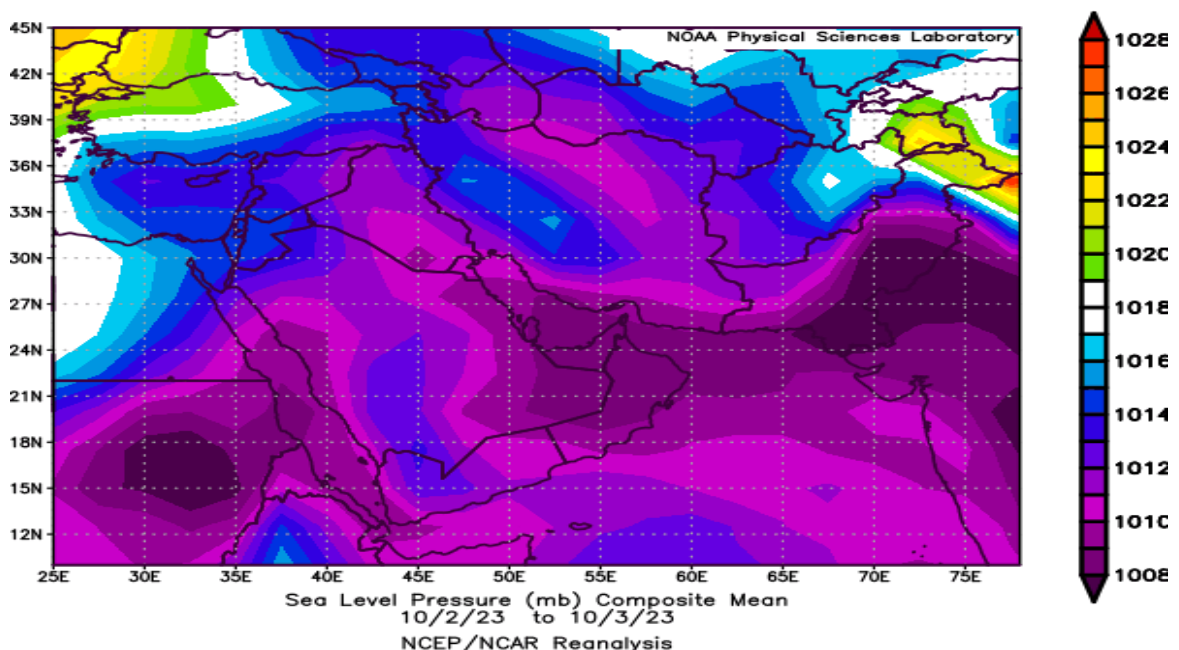 45N
42N
39N
36N
33N
30N
27N
24N
21N
18N
15N
12N
NOAA Physical Sciences Laboratory
25E 30E 35E 40E 45E 50E 55E 60E 65E 70E 75E
1028
1026
1024
1022
1020
1018
1016
1014
1012
1010
1008
Sea Level Pressure (mb) Composite Mean
10/2/23 to 10/3/23
NCEP/NCAR Reanalysis